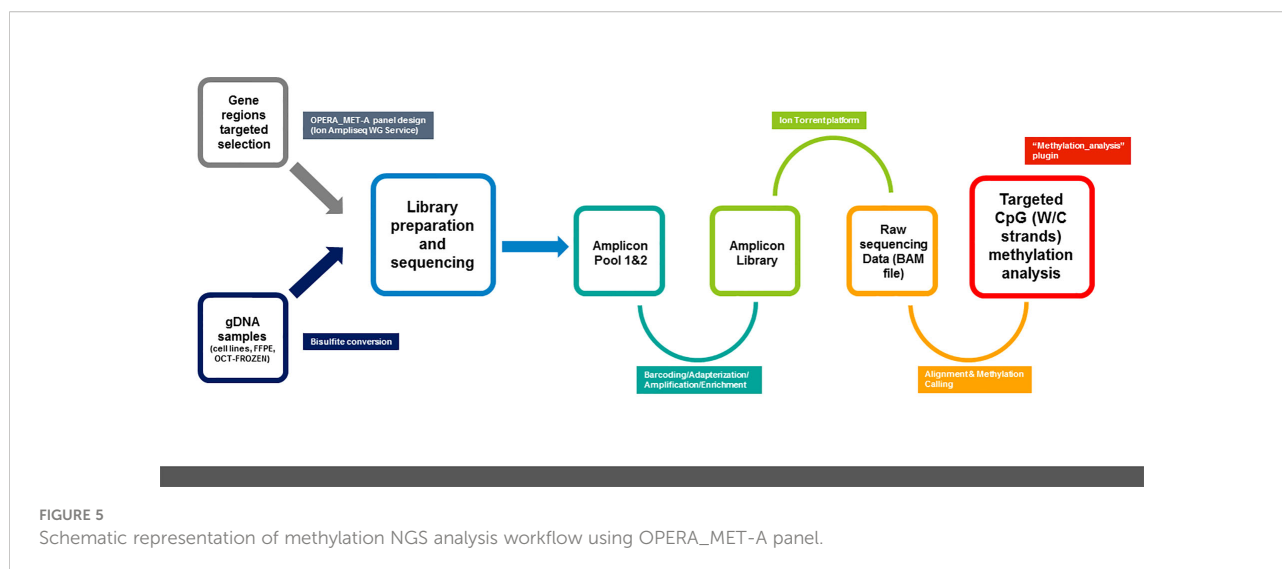 Gene
regions
targeted
selection
OPERA_MET-A panel design
(Ion Ampliseq WG Service)
gDNA
samples
(cell lines, FFPE,
OCT-FROZEN)
Bisulfite conversion
Library
preparation
and
sequencing
Amplicon
Pool 1&2
Barcoding/Adapterization/
Amplification/Enrichment
Amplicon
Library
Ion Torrent platform
Raw
sequencing
Data (BAM
file)
Alignment & Methylation
Calling
"Methylation_analysis"
plugin
Targeted
CpG (W/C
strands)
methylation
analysis
FIGURE 5
Schematic representation of methylation NGS analysis workflow using OPERA_MET-A panel.